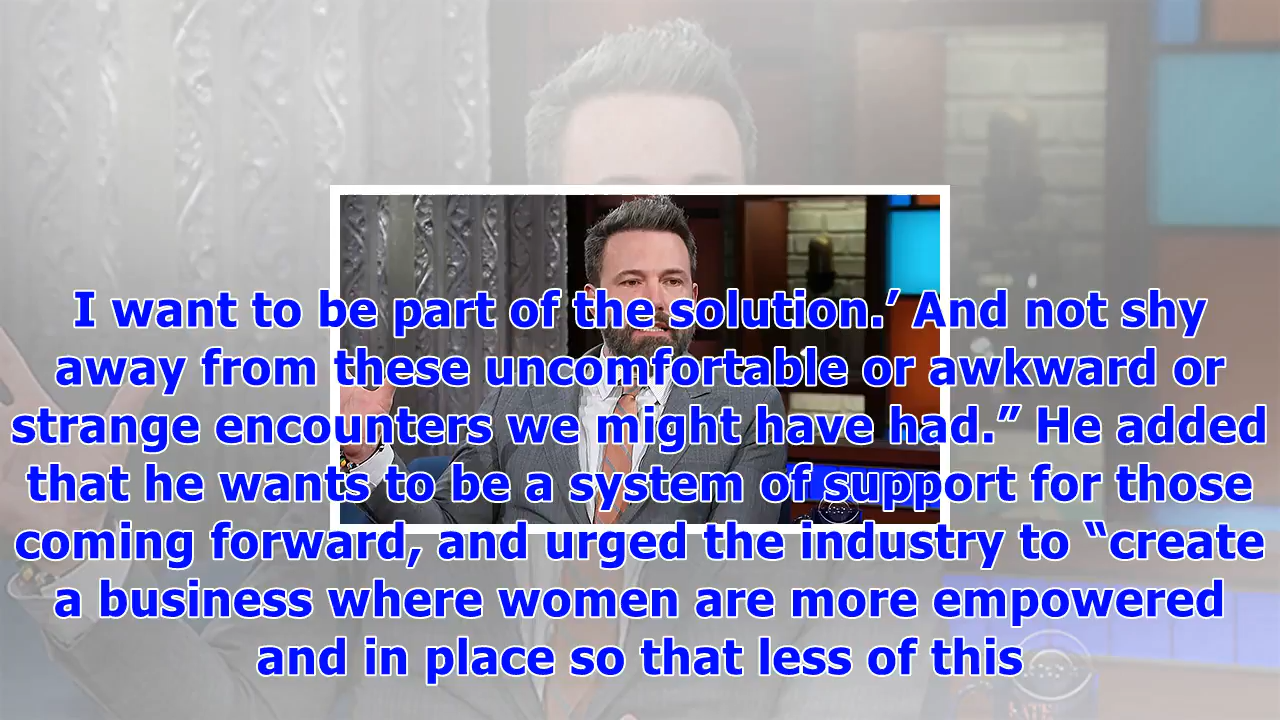 I want to be part of the solution.’ And not shy
away from these uncomfortable or awkward or
strange encounters we might have had.” He added
that he wants to be a system of support for those
coming forward, and urged the industry to “create
a business where women are more empowered
and in place so that less of this